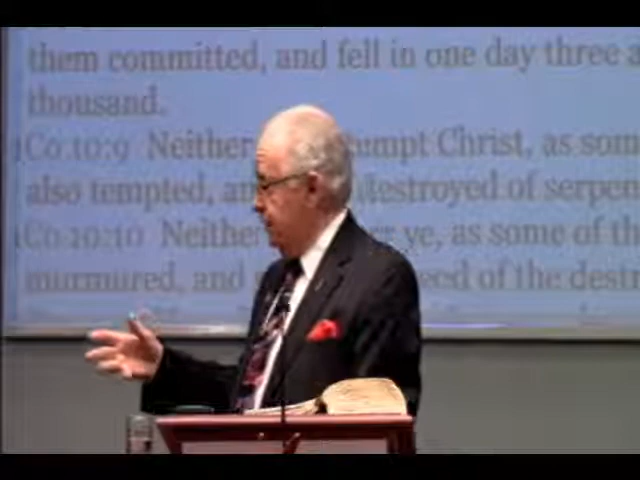 them committed, and fell in one day three a
thousand.
1Co 10:9 Neither tempt Christ, as som
also tempted, an destroyed of serpen
1Co 10:10 Neither ye, as some of th
murmured, and of the destr